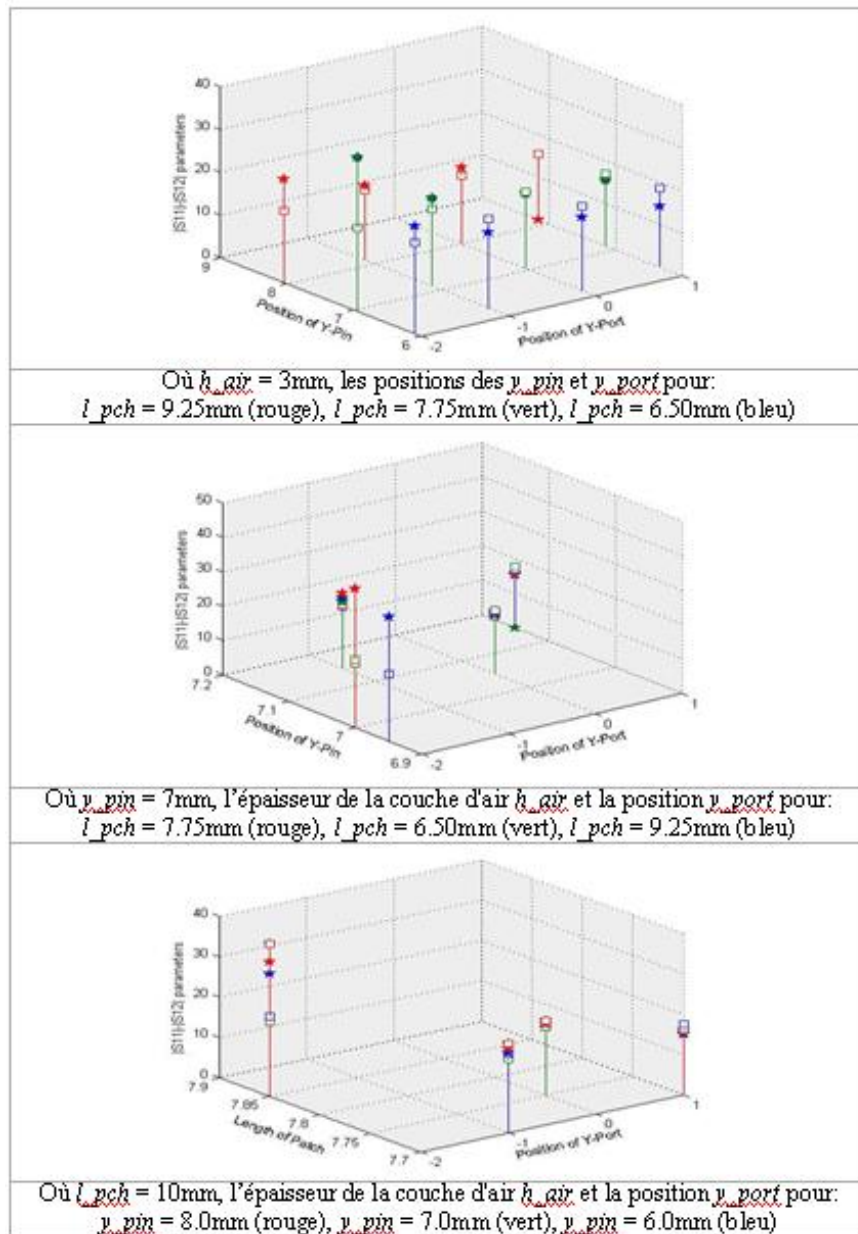 40
30
20
10
0
|S11|-|S12| parameters
9
8
7
6
Position of Y-Pin
-2
-1
0
1
Position of Y-Port
Où h_air = 3mm, les positions des y_pin et y_port pour:
l_pch = 9.25mm (rouge), l_pch = 7.75mm (vert), l_pch = 6.50mm (bleu)
50
40
30
20
10
0
|S11|-|S12| parameters
7.2
7.1
7
6.9
Position of Y-Pin
-2
-1
0
1
Position of Y-Port
Où y_pin = 7mm, l’épaisseur de la couche d'air h_air et la position y_port pour:
l_pch = 7.75mm (rouge), l_pch = 6.50mm (vert), l_pch = 9.25mm (bleu)
40
30
20
10
0
|S11|-|S12| parameters
7.9
7.85
7.8
7.75
7.7
Length of Patch
-2
-1
0
1
Position of Y-Port
Où l_pch = 10mm, l’épaisseur de la couche d'air h_air et la position y_port pour:
y_pin = 8.0mm (rouge), y_pin = 7.0mm (vert), y_pin = 6.0mm (bleu)